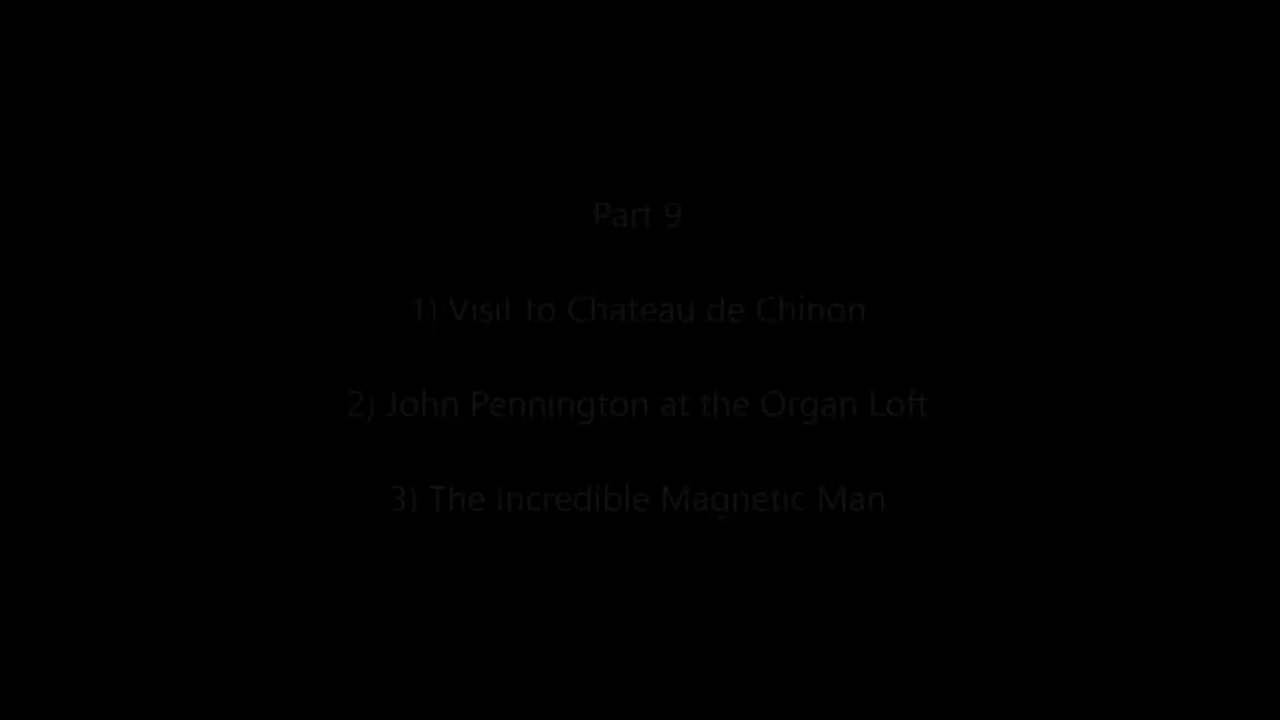 Part 9
1) Visit to Chateau de Chinon
2) John Pennington at the Organ Loft
3) The Incredible Magnetic Man